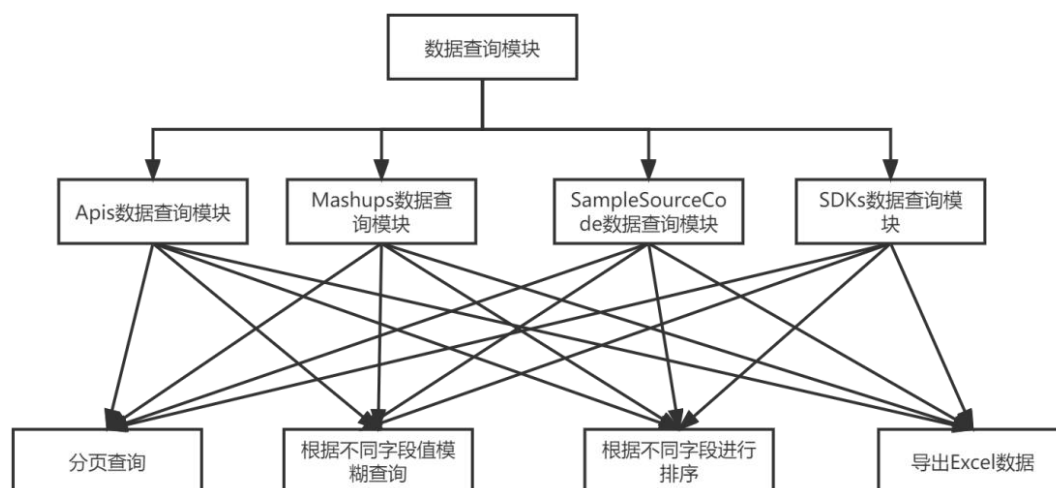 数据查询模块
Apis数据查询模块
Mashups数据查
询模块
SampleSourceCo
de数据查询模块
SDKs数据查询模
块
分页查询
根据不同字段值模
糊查询
根据不同字段进行
排序
导出Excel数据